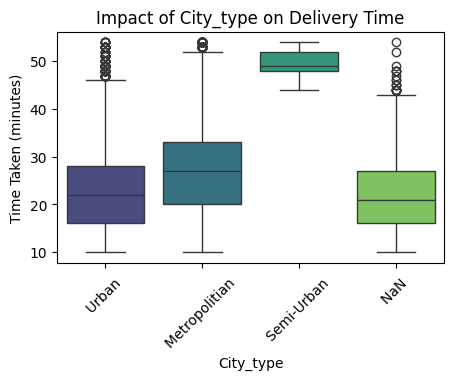 Impact of City_type on Delivery Time
Time Taken (minutes)
50
40
30
20
10
Urban
Metropolitian
Semi-Urban
NaN
City_type